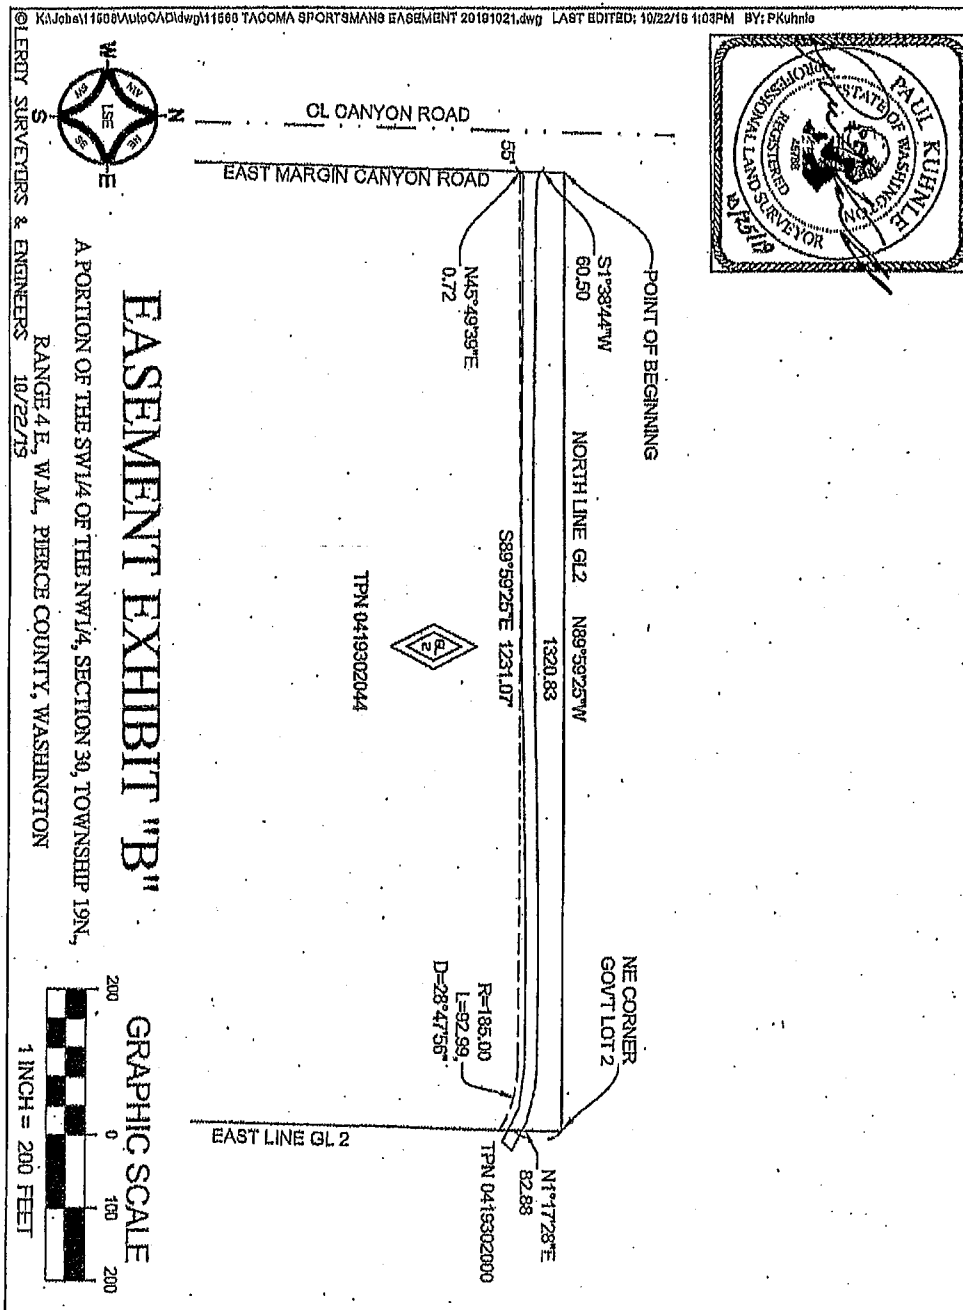 K:\Jobs\11566\AutoCAD\dwg\11566 TACOMA SPORTSMANS EASEMENT 20191021.dwg LAST EDITED: 10/22/19 1:03PM BY: PKuhnle
PAUL KUHNLE
STATE OF WASHINGTON
REGISTERED
PROFESSIONAL LAND SURVEYOR
CL CANYON ROAD
55'
EAST MARGIN CANYON ROAD
POINT OF BEGINNING
S1°38'44"W
60.50
N45°49'39"E
0.72
NORTH LINE GL2 N89°59'25"W
1320.83
S89°59'25"E 1231.07'
TPN 0419302044
NE CORNER
GOV'T LOT 2
R=185.00
L=92.99,
D=28°47'56"
N1°17'28"E
82.88
TPN 0419302000
EAST LINE GL 2
N
NE
E
SE
S
SW
W
NW
LSE
EASEMENT EXHIBIT "B"
A PORTION OF THE SW1/4 OF THE NW1/4, SECTION 30, TOWNSHIP 19N.,
RANGE 4 E., W.M., PIERCE COUNTY, WASHINGTON
GRAPHIC SCALE
200 0 100 200
1 INCH = 200 FEET
©LEROY SURVEYORS & ENGINEERS 10/22/19